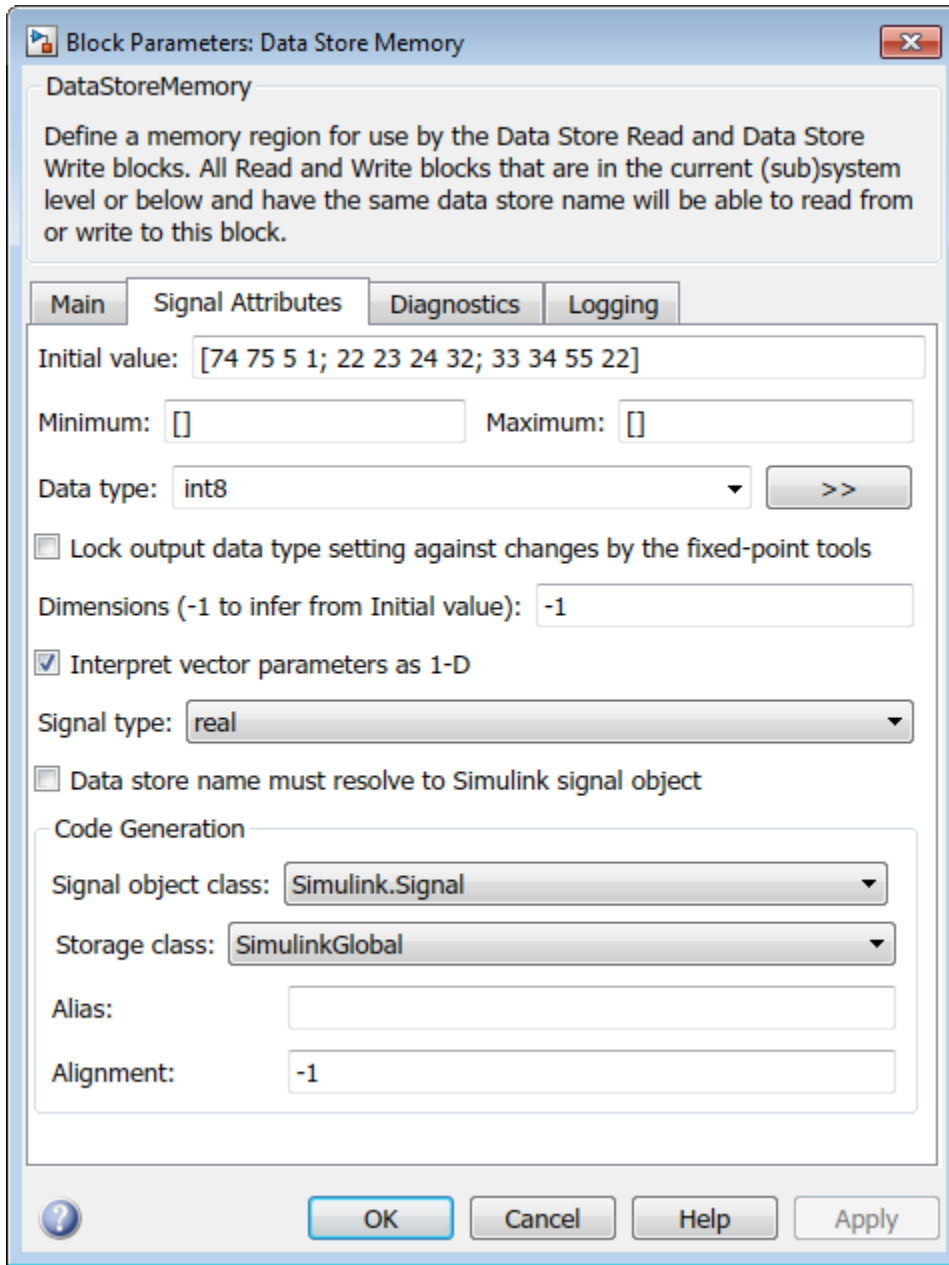 Block Parameters: Data Store Memory
DataStoreMemory
Define a memory region for use by the Data Store Read and Data Store
Write blocks. All Read and Write blocks that are in the current (sub)system
level or below and have the same data store name will be able to read from
or write to this block.
Main Signal Attributes Diagnostics Logging
Initial value: [74 75 5 1; 22 23 24 32; 33 34 55 22]
Minimum: [] Maximum: []
Data type: int8 >>
Lock output data type setting against changes by the fixed-point tools
Dimensions (-1 to infer from Initial value): -1
Interpret vector parameters as 1-D
Signal type: real
Data store name must resolve to Simulink signal object
Code Generation
Signal object class: Simulink.Signal
Storage class: SimulinkGlobal
Alias:
Alignment: -1
? OK Cancel Help Apply